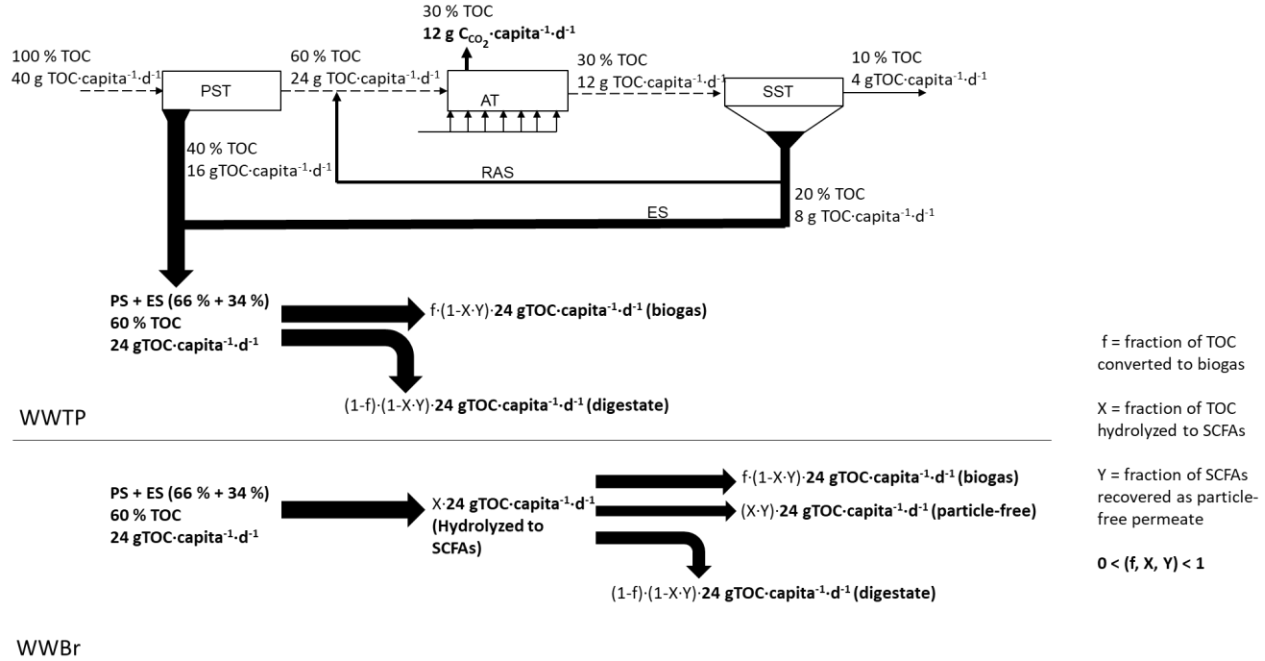 30 % TOC
12 g C_CO₂·capita⁻¹·d⁻¹
100 % TOC
40 g TOC·capita⁻¹·d⁻¹
PST
60 % TOC
24 g TOC·capita⁻¹·d⁻¹
AT
30 % TOC
12 g TOC·capita⁻¹·d⁻¹
SST
10 % TOC
4 gTOC·capita⁻¹·d⁻¹
40 % TOC
16 gTOC·capita⁻¹·d⁻¹
RAS
20 % TOC
8 g TOC·capita⁻¹·d⁻¹
ES
PS + ES (66 % + 34 %)
60 % TOC
24 gTOC·capita⁻¹·d⁻¹
f·(1-X·Y)·24 gTOC·capita⁻¹·d⁻¹ (biogas)
(1-f)·(1-X·Y)·24 gTOC·capita⁻¹·d⁻¹ (digestate)
WWTP
PS + ES (66 % + 34 %)
60 % TOC
24 gTOC·capita⁻¹·d⁻¹
X·24 gTOC·capita⁻¹·d⁻¹
(Hydrolyzed to
SCFAs)
f·(1-X·Y)·24 gTOC·capita⁻¹·d⁻¹ (biogas)
(X·Y)·24 gTOC·capita⁻¹·d⁻¹ (particle-free)
(1-f)·(1-X·Y)·24 gTOC·capita⁻¹·d⁻¹ (digestate)
WWBr
f = fraction of TOC
converted to biogas
X = fraction of TOC
hydrolyzed to SCFAs
Y = fraction of SCFAs
recovered as particle-
free permeate
0 < (f, X, Y) < 1